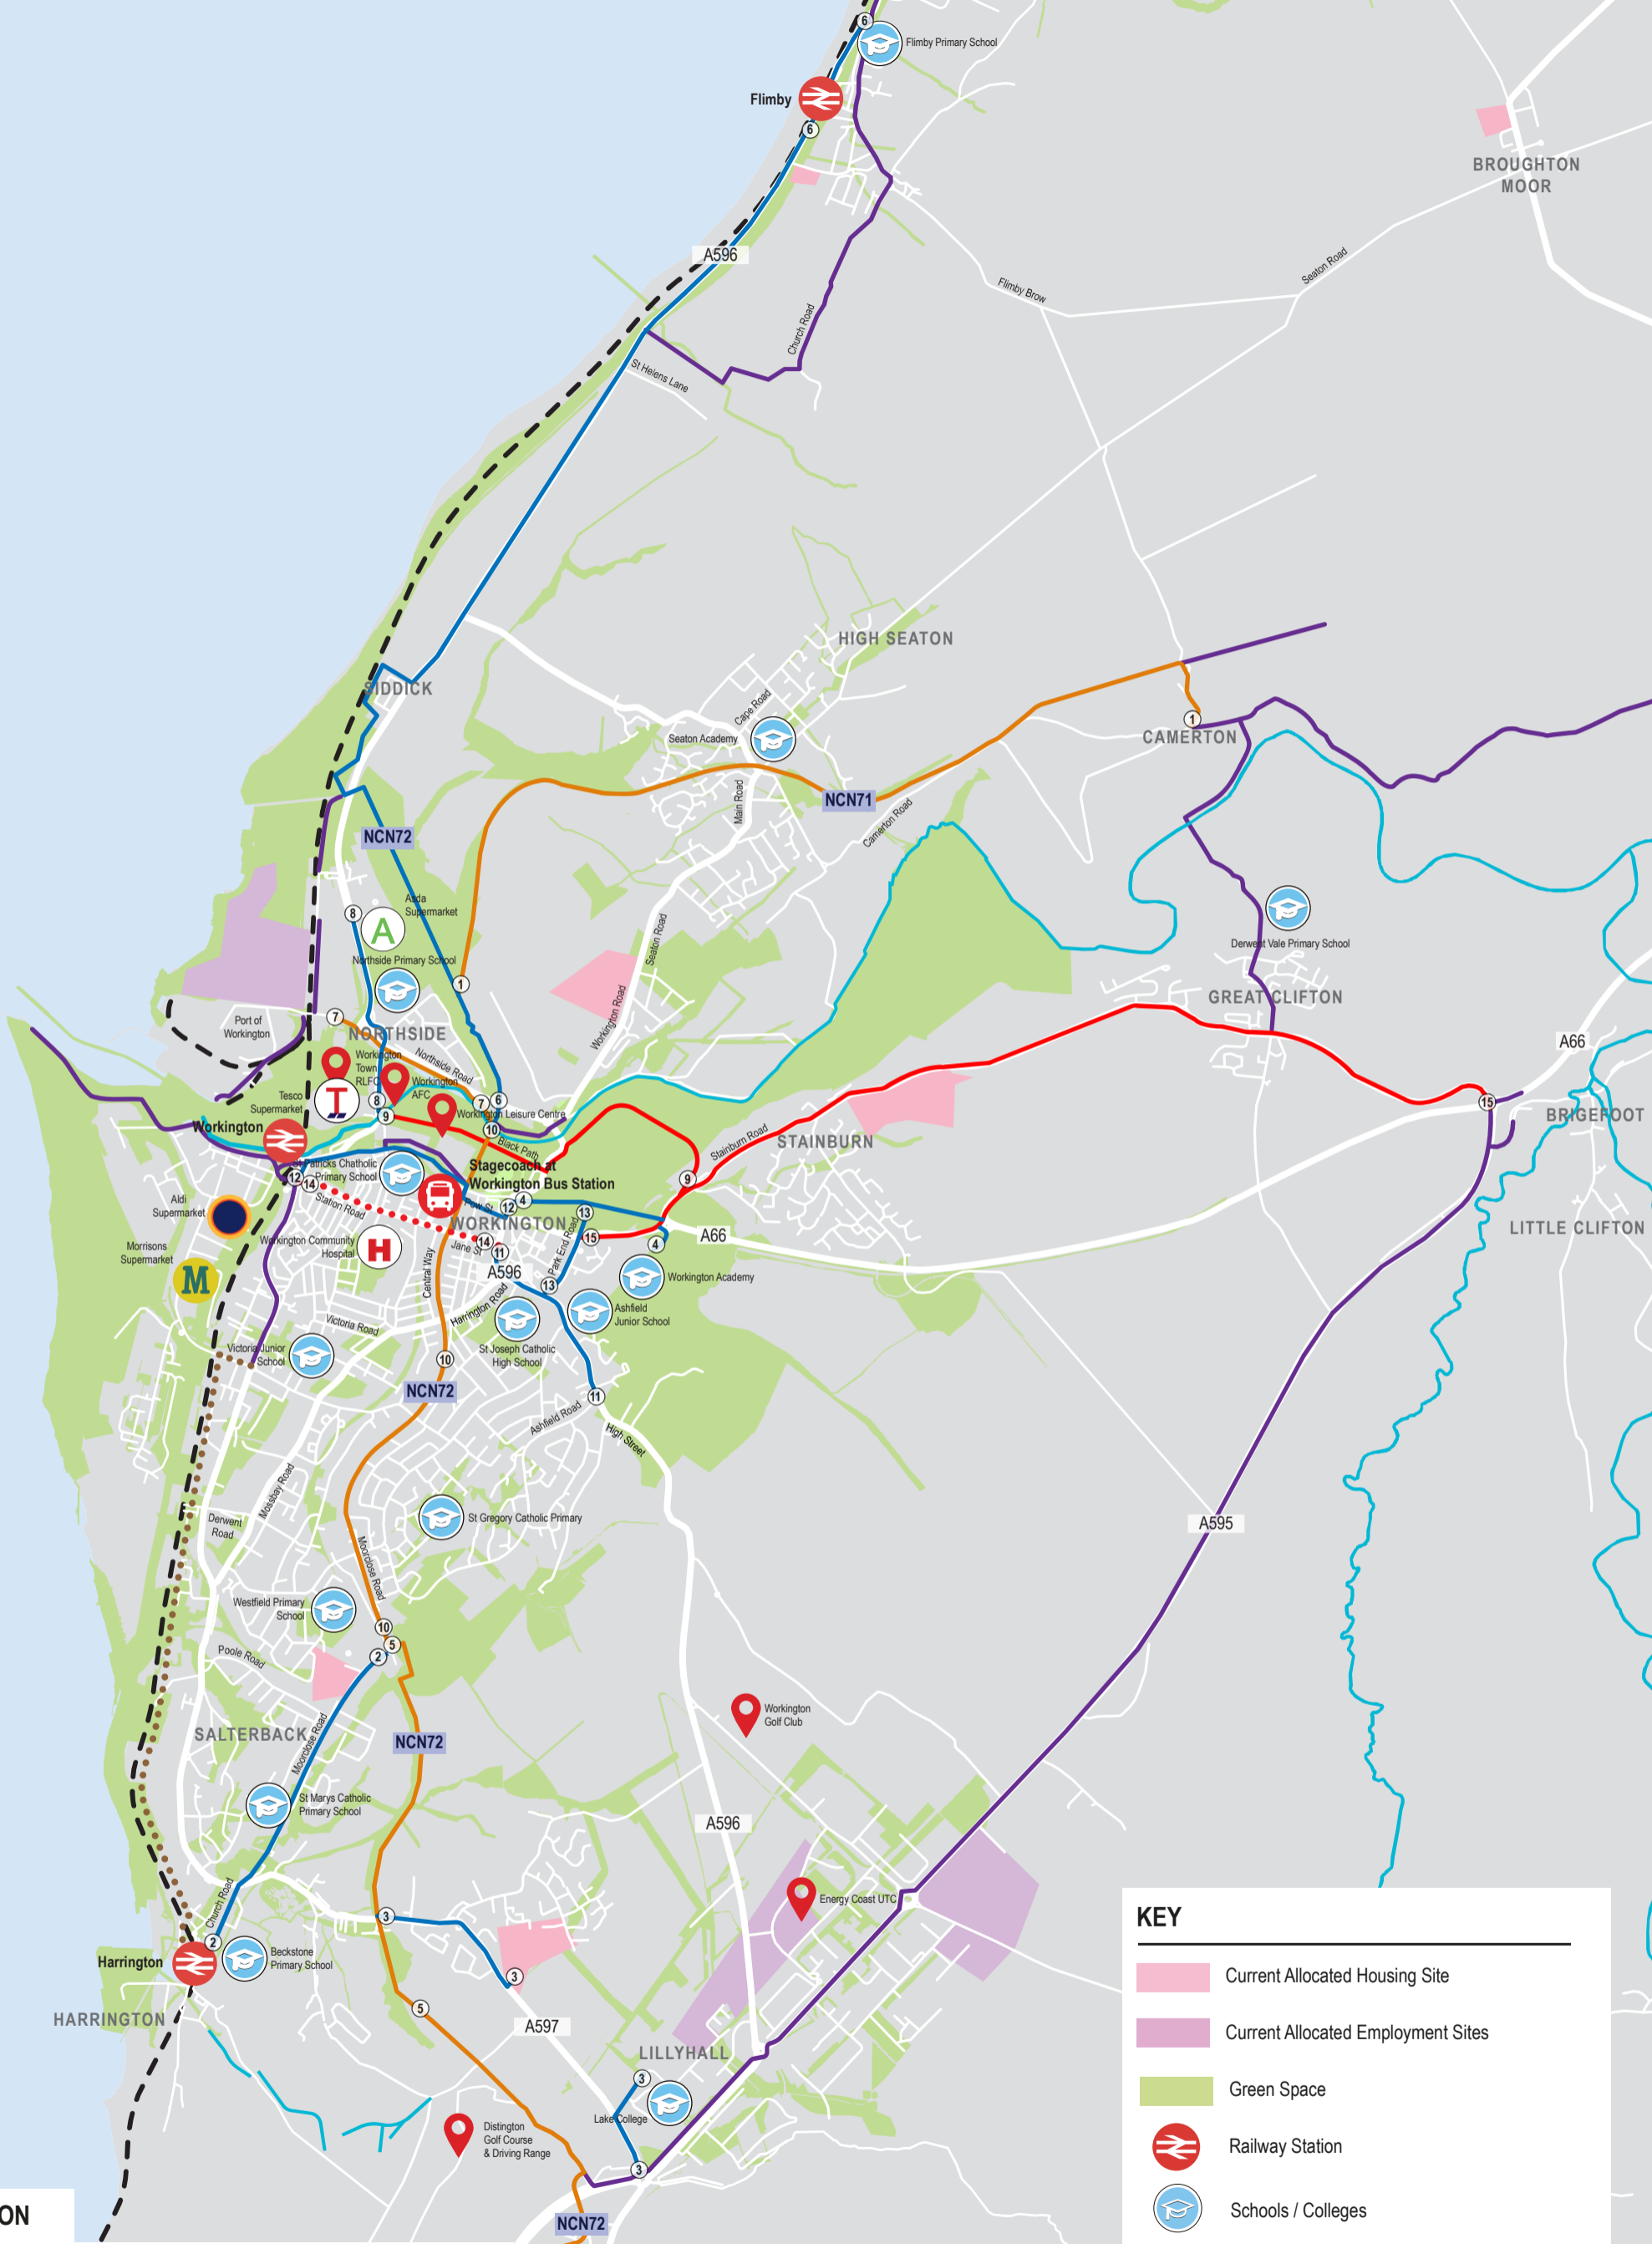 6
Flimby Primary School
Flimby
6
BROUGHTON
MOOR
A596
Seaton Road
Flimby Brow
Church Road
St Helens Lane
HIGH SEATON
SIDDICK
Cape Road
Seaton Academy
1
CAMERTON
NCN71
Main Road
Camerton Road
NCN72
Asda
Supermarket
8
A
Seaton Road
Derwent Vale Primary School
Northside Primary School
1
GREAT CLIFTON
Port of
Workington
7
NORTHSIDE
Workington Road
Northside Road
A66
Workington
Town
RLFC
Workington
AFC
Tesco
Supermarket
T
8
9
7
6
Workington Leisure Centre
15
BRIGEFOOT
Workington
10
Black Path
Stainburn Road
STAINBURN
St Patricks Chatholic
Primary School
Stagecoach at
Workington Bus Station
12
14
9
Aldi
Supermarket
Station Road
Pow St
12
4
13
WORKINGTON
LITTLE CLIFTON
Morrisons
Supermarket
M
Workington Community
Hospital
H
Jane St
14
11
Park End Road
15
4
A66
A596
Central Way
13
Workington Academy
Harrington Road
Ashfield
Junior School
Victoria Road
Victoria Junior
School
St Joseph Catholic
High School
10
NCN72
11
Ashfield Road
High Street
Mossbay Road
Derwent
Road
St Gregory Catholic Primary
A595
Moorclose Road
Westfield Primary
School
10
5
2
Poole Road
Workington
Golf Club
SALTERBACK
Moorclose Road
NCN72
St Marys Catholic
Primary School
A596
Church Road
Energy Coast UTC
3
2
Harrington
Beckstone
Primary School
3
HARRINGTON
5
A597
LILLYHALL
3
Lake College
Distington
Golf Course
& Driving Range
3
NCN72
ON
KEY
Current Allocated Housing Site
Current Allocated Employment Sites
Green Space
Railway Station
Schools / Colleges